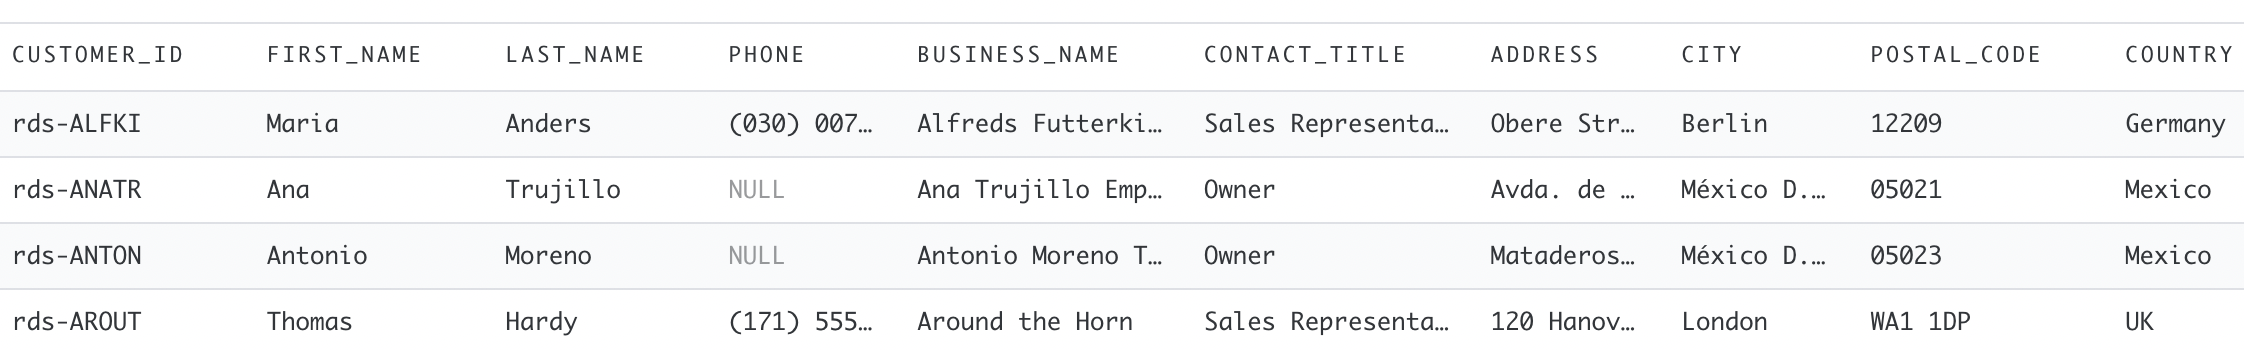 CUSTOMER_ID FIRST_NAME LAST_NAME PHONE BUSINESS_NAME CONTACT_TITLE ADDRESS CITY POSTAL_CODE COUNTRY
rds-ALFKI Maria Anders (030) 007… Alfreds Futterki… Sales Representa… Obere Str… Berlin 12209 Germany
rds-ANATR Ana Trujillo NULL Ana Trujillo Emp… Owner Avda. de … México D.… 05021 Mexico
rds-ANTON Antonio Moreno NULL Antonio Moreno T… Owner Mataderos… México D.… 05023 Mexico
rds-AROUT Thomas Hardy (171) 555… Around the Horn Sales Representa… 120 Hanov… London WA1 1DP UK